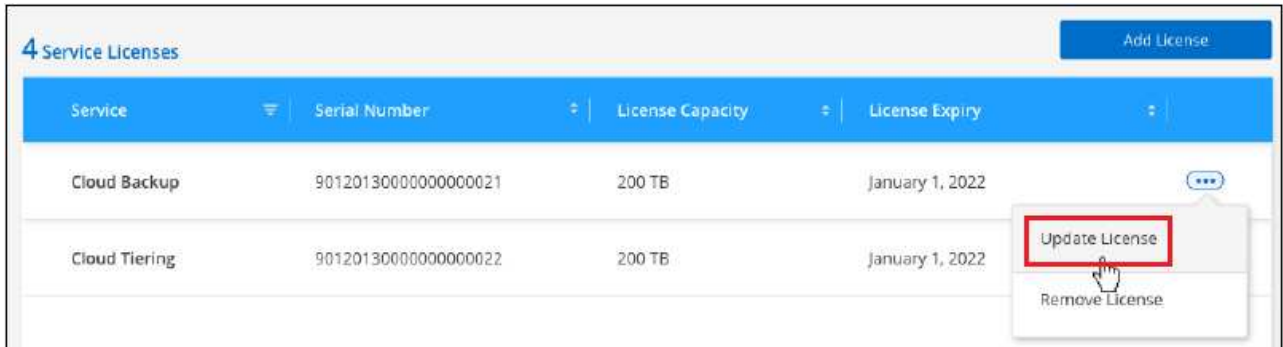 4 Service Licenses
Add License
Service Serial Number License Capacity License Expiry
Cloud Backup 90120130000000000021 200 TB January 1, 2022
Update License
Cloud Tiering 90120130000000000022 200 TB January 1, 2022
Remove License